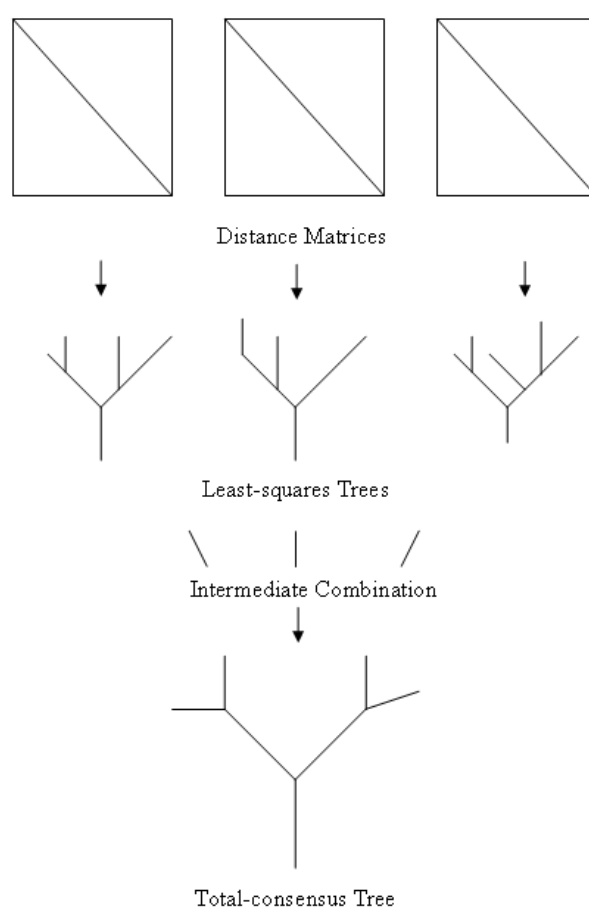 Distance Matrices
Least-squares Trees
Intermediate Combination
Total-consensus Tree